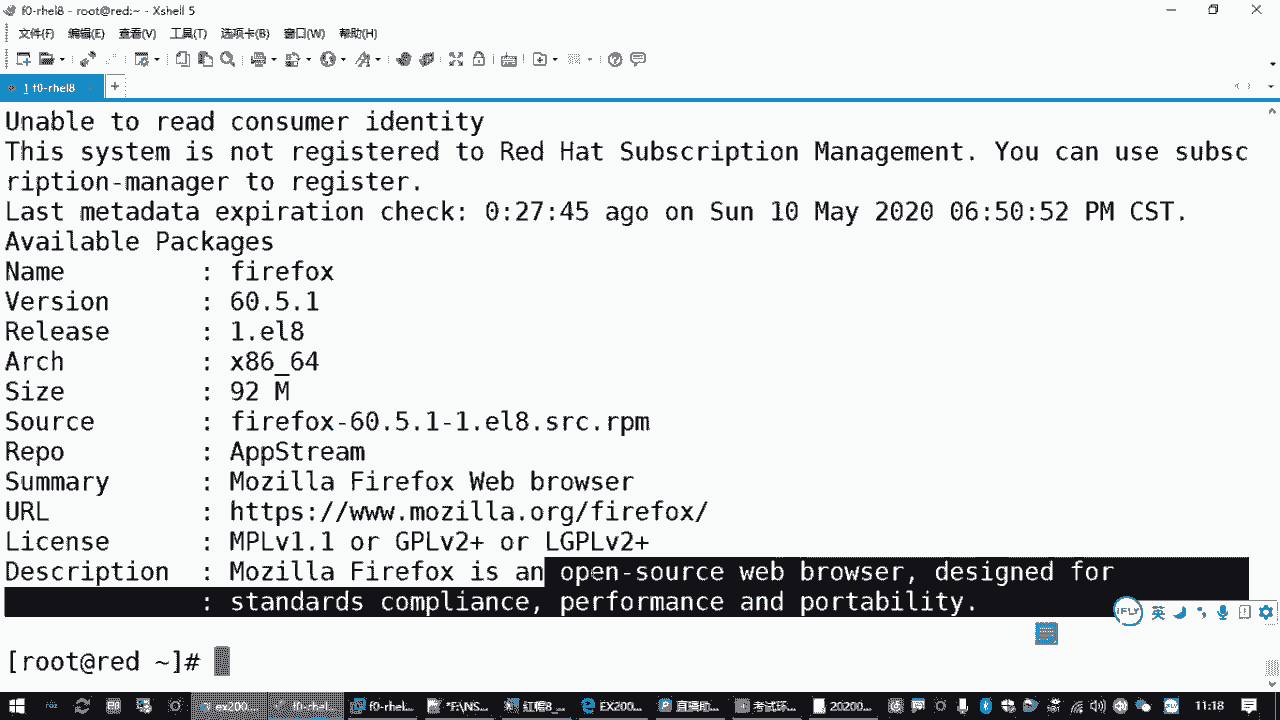 f0-rhel8 - root@red:~ - Xshell 5
文件(F) 编辑(E) 查看(V) 工具(T) 选项卡(B) 窗口(W) 帮助(H)
1 f0-rhel8
Unable to read consumer identity
This system is not registered to Red Hat Subscription Management. You can use subsc
ription-manager to register.
Last metadata expiration check: 0:27:45 ago on Sun 10 May 2020 06:50:52 PM CST.
Available Packages
Name : firefox
Version : 60.5.1
Release : 1.el8
Arch : x86_64
Size : 92 M
Source : firefox-60.5.1-1.el8.src.rpm
Repo : AppStream
Summary : Mozilla Firefox Web browser
URL : https://www.mozilla.org/firefox/
License : MPLv1.1 or GPLv2+ or LGPLv2+
Description : Mozilla Firefox is an open-source web browser, designed for
: standards compliance, performance and portability.
iFLY 英
[root@red ~]#
ex200... f0-rha... f0-rhel... *F:\NS... 红帽8_... EX200... 直播助... 考试环... 20200... 11:18